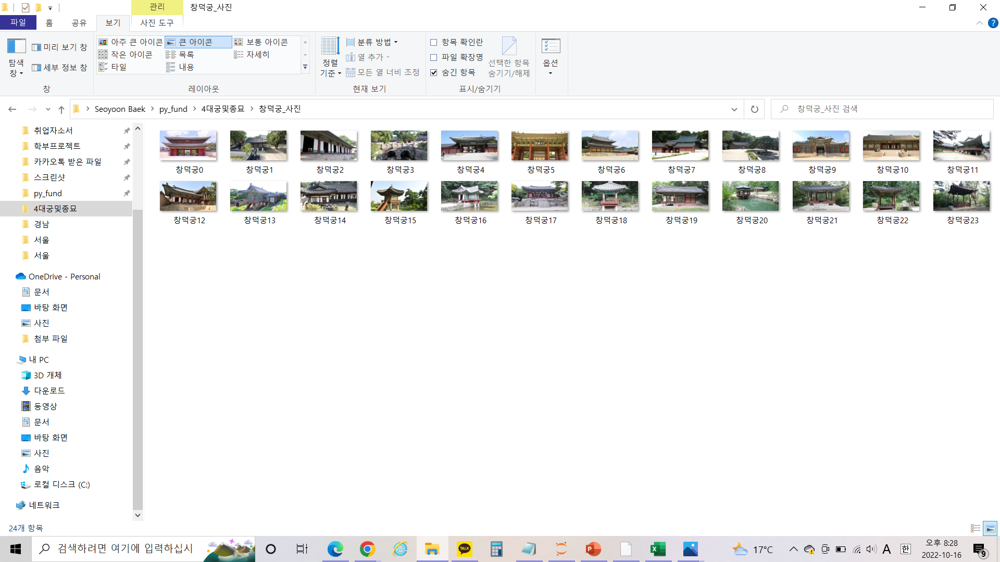 관리
창덕궁_사진
파일
홈
공유
보기
사진 도구
탐색
창
미리 보기 창
세부 정보 창
창
아주 큰 아이콘
큰 아이콘
보통 아이콘
작은 아이콘
목록
자세히
타일
내용
레이아웃
정렬
기준
분류 방법
열 추가
모든 열 너비 조정
현재 보기
항목 확인란
파일 확장명
숨긴 항목
선택한 항목
숨기기/해제
표시/숨기기
옵션
Seoyoon Baek
py_fund
4대궁및종묘
창덕궁_사진
창덕궁_사진 검색
취업자소서
학부프로젝트
카카오톡 받은 파일
스크린샷
py_fund
4대궁및종묘
경남
서울
서울
OneDrive - Personal
문서
바탕 화면
사진
첨부 파일
내 PC
3D 개체
다운로드
동영상
문서
바탕 화면
사진
음악
로컬 디스크 (C:)
네트워크
창덕궁0
창덕궁1
창덕궁2
창덕궁3
창덕궁4
창덕궁5
창덕궁6
창덕궁7
창덕궁8
창덕궁9
창덕궁10
창덕궁11
창덕궁12
창덕궁13
창덕궁14
창덕궁15
창덕궁16
창덕궁17
창덕궁18
창덕궁19
창덕궁20
창덕궁21
창덕궁22
창덕궁23
24개 항목
검색하려면 여기에 입력하십시
TALK
17°C
A
한
오후 8:28
2022-10-16
9